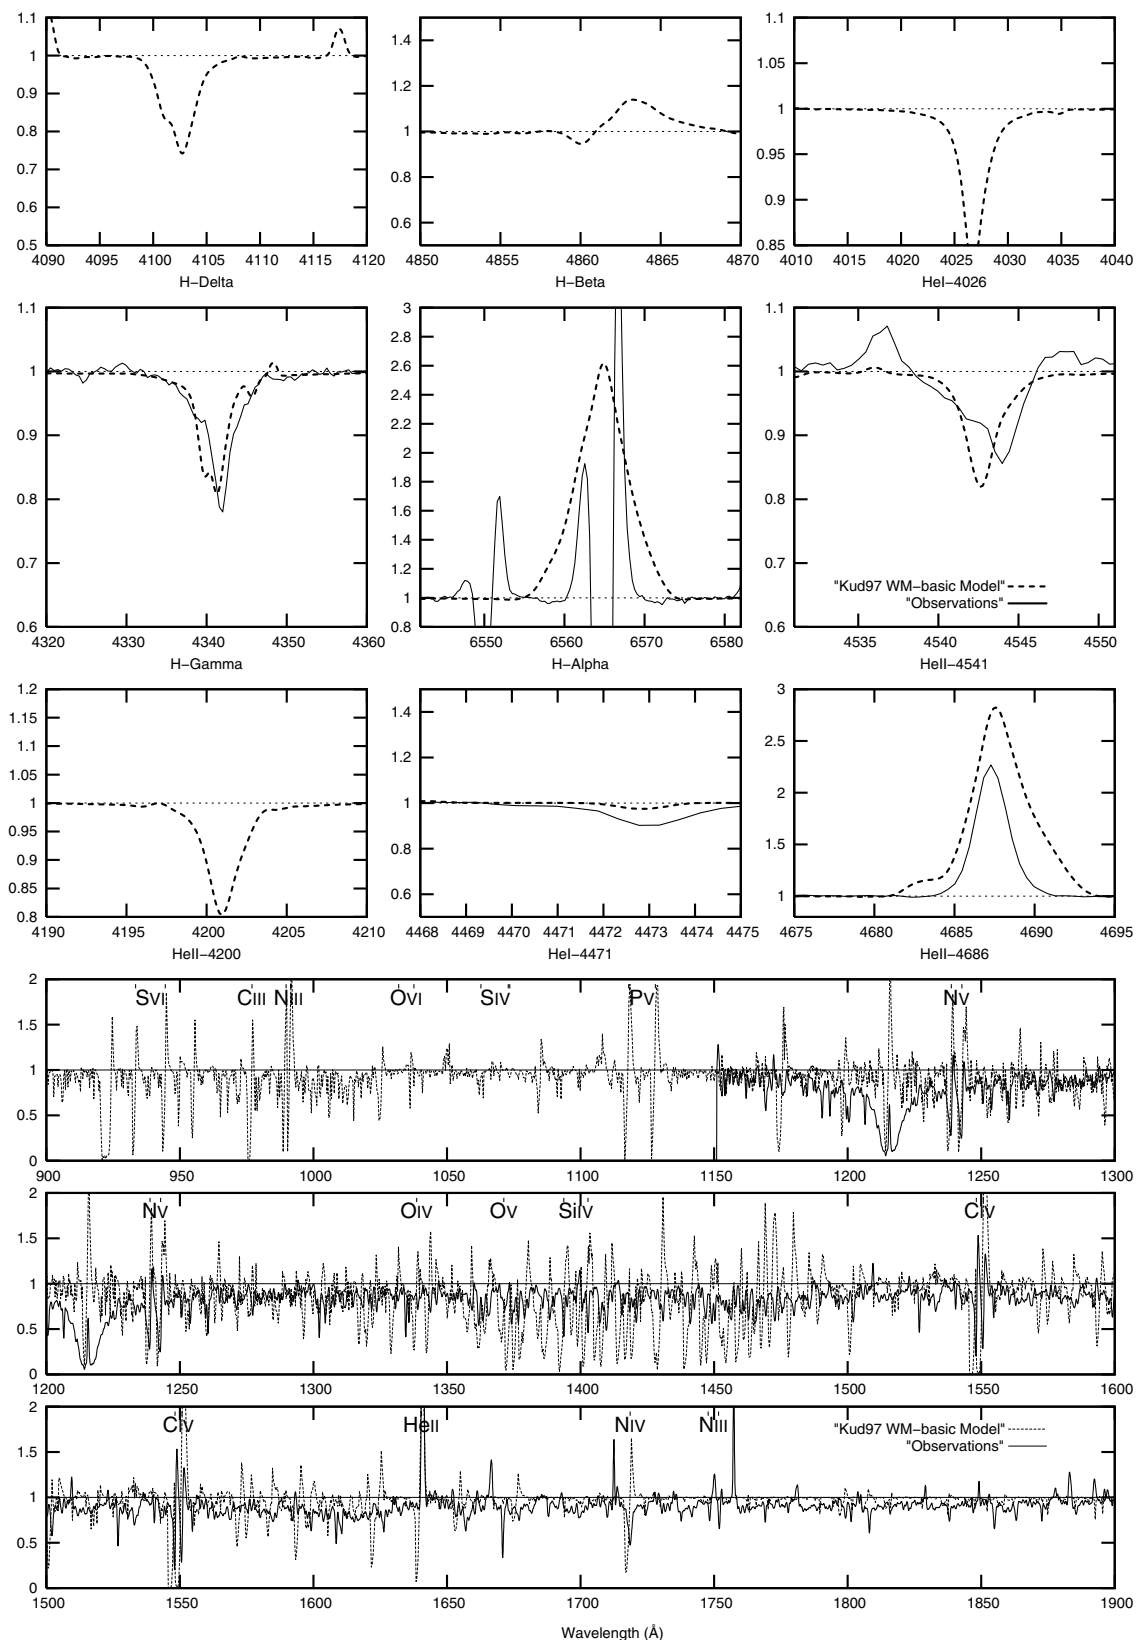 1.1
1
0.9
0.8
0.7
0.6
0.5
4090 4095 4100 4105 4110 4115 4120
H–Delta
1.4
1.2
1
0.8
0.6
4850 4855 4860 4865 4870
H–Beta
1.1
1.05
1
0.95
0.9
0.85
4010 4015 4020 4025 4030 4035 4040
HeI–4026
1.1
1
0.9
0.8
0.7
0.6
4320 4330 4340 4350 4360
H–Gamma
3
2.8
2.6
2.4
2.2
2
1.8
1.6
1.4
1.2
1
0.8
6550 6560 6570 6580
H–Alpha
1.1
1
0.9
0.8
0.7
0.6
"Kud97 WM–basic Model"
"Observations"
4535 4540 4545 4550
HeII–4541
1.2
1.15
1.1
1.05
1
0.95
0.9
0.85
0.8
4190 4195 4200 4205 4210
HeII–4200
1.4
1.2
1
0.8
0.6
4468 4469 4470 4471 4472 4473 4474 4475
HeI–4471
3
2.5
2
1.5
1
4675 4680 4685 4690 4695
HeII–4686
2
1.5
1
0.5
0
SVI CIII NIII OVI SIV PV NV
900 950 1000 1050 1100 1150 1200 1250 1300
2
1.5
1
0.5
0
NV OIV OV SiIV CIV
1200 1250 1300 1350 1400 1450 1500 1550 1600
2
1.5
1
0.5
0
CIV HeII NIV NIII
"Kud97 WM–basic Model"
"Observations"
1500 1550 1600 1650 1700 1750 1800 1850 1900
Wavelength (Å)